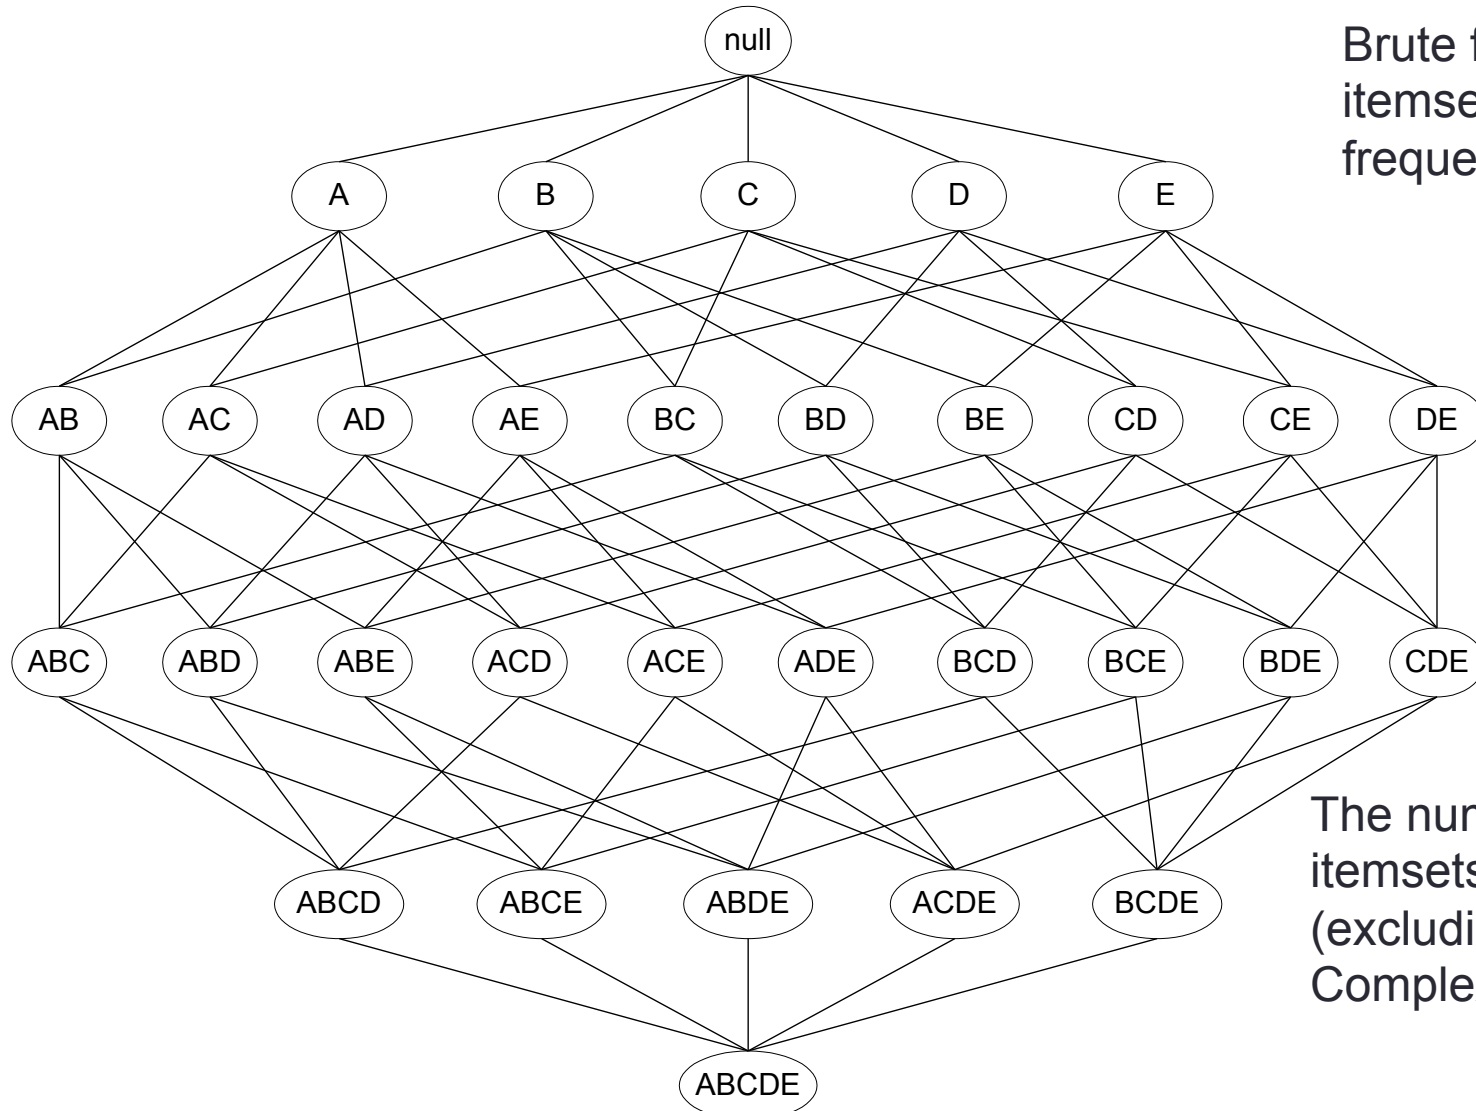 null
Brute
itemse
freque
A B C D E
AB AC AD AE BC BD BE CD CE DE
ABC ABD ABE ACD ACE ADE BCD BCE BDE CDE
The nu
itemsets
(excludi
Comple
ABCD ABCE ABDE ACDE BCDE
ABCDE